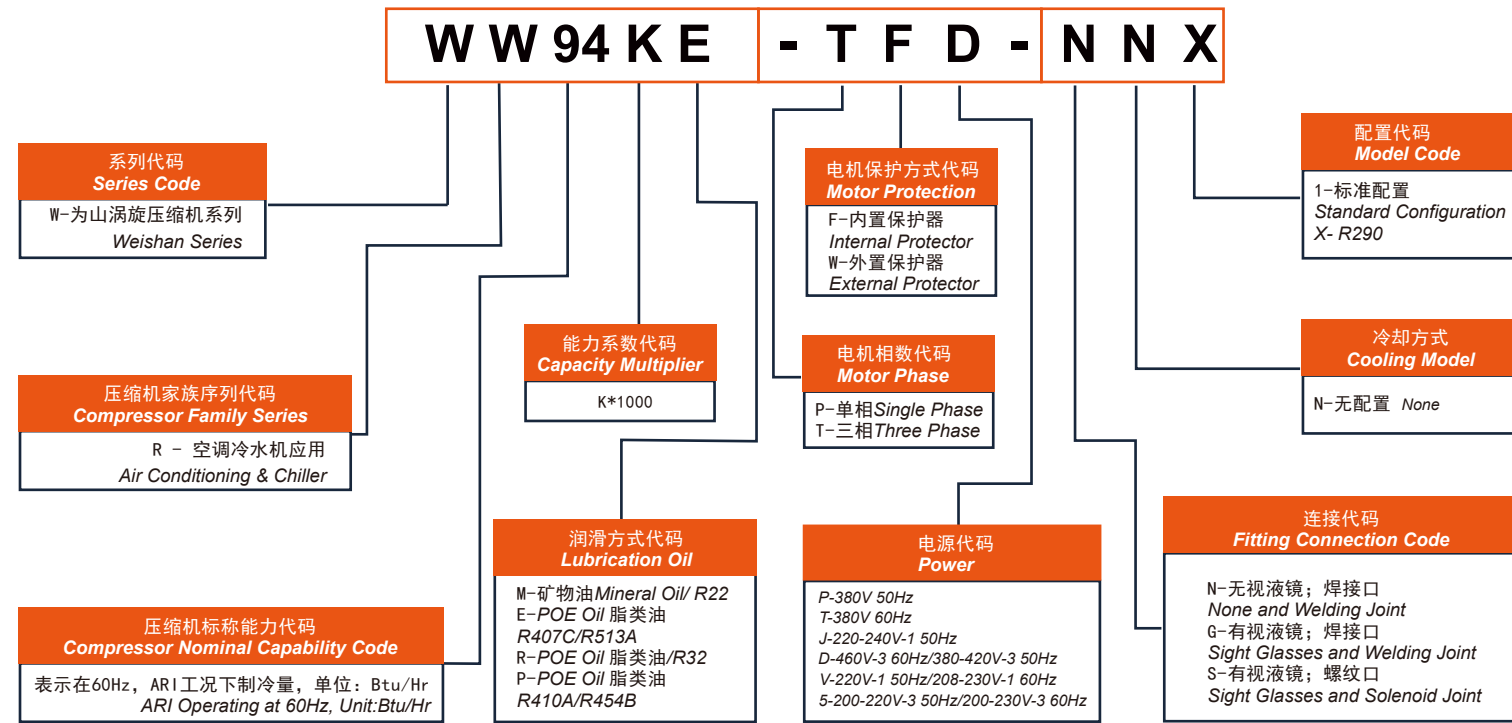 WW94KE-TFD-NNX
系列代码
Series Code
W-为山涡旋压缩机系列
Weishan Series
压缩机家族序列代码
Compressor Family Series
R - 空调冷水机应用
Air Conditioning & Chiller
压缩机标称能力代码
Compressor Nominal Capability Code
表示在60Hz, ARI工况下制冷量, 单位: Btu/Hr
ARI Operating at 60Hz, Unit:Btu/Hr
能力系数代码
Capacity Multiplier
K*1000
润滑方式代码
Lubrication Oil
M-矿物油Mineral Oil/ R22
E-POE Oil 脂类油
R407C/R513A
R-POE Oil 脂类油/R32
P-POE Oil 脂类油
R410A/R454B
电机保护方式代码
Motor Protection
F-内置保护器
Internal Protector
W-外置保护器
External Protector
电机相数代码
Motor Phase
P-单相Single Phase
T-三相Three Phase
电源代码
Power
P-380V 50Hz
T-380V 60Hz
J-220-240V-1 50Hz
D-460V-3 60Hz/380-420V-3 50Hz
V-220V-1 50Hz/208-230V-1 60Hz
5-200-220V-3 50Hz/200-230V-3 60Hz
配置代码
Model Code
1-标准配置
Standard Configuration
X- R290
冷却方式
Cooling Model
N-无配置 None
连接代码
Fitting Connection Code
N-无视液镜; 焊接口
None and Welding Joint
G-有视液镜; 焊接口
Sight Glasses and Welding Joint
S-有视液镜; 螺纹口
Sight Glasses and Solenoid Joint